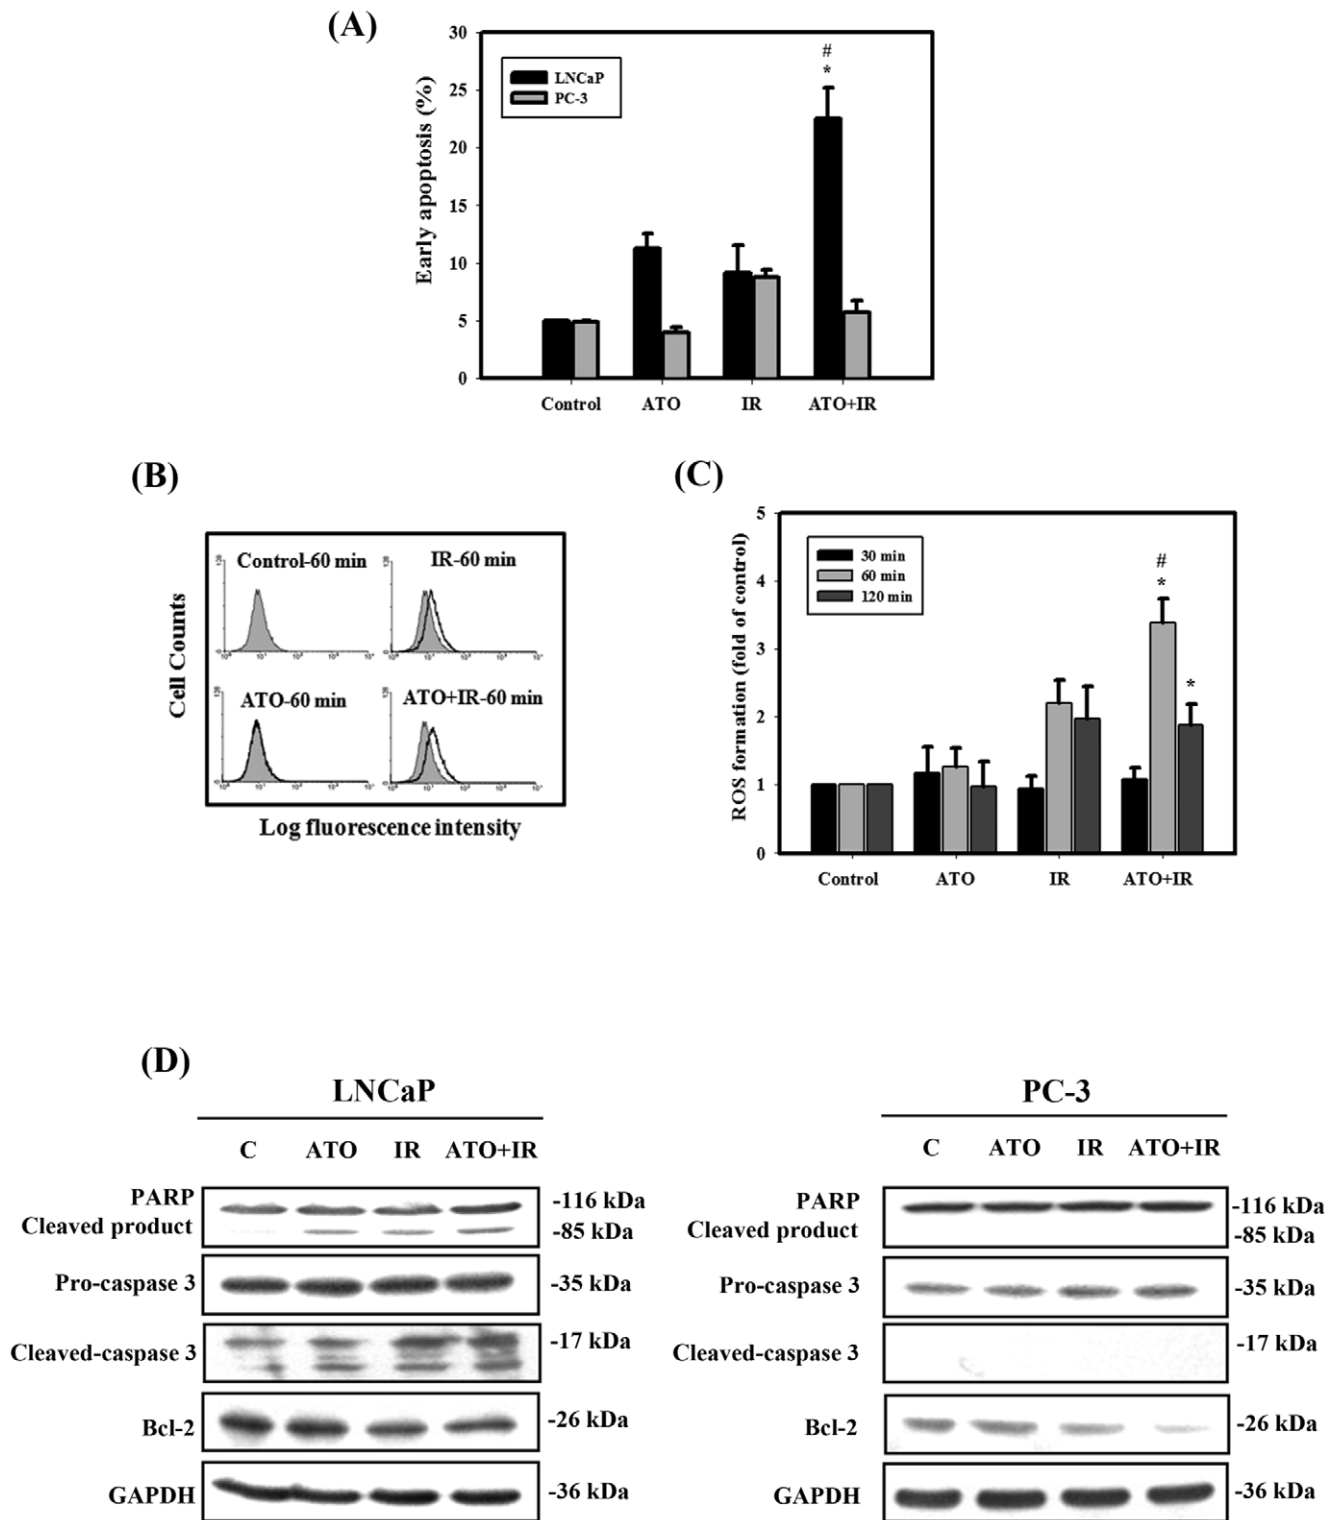 (A)
30
25
20
15
10
5
0
Early apoptosis (%)
LNCaP
PC-3
#
*
Control ATO IR ATO+IR
(B)
Control-60 min IR-60 min
ATO-60 min ATO+IR-60 min
Cell Counts
Log fluorescence intensity
(C)
5
4
3
2
1
0
ROS formation (fold of control)
30 min
60 min
120 min
#
*
*
Control ATO IR ATO+IR
(D)
LNCaP
C ATO IR ATO+IR
PARP -116 kDa
Cleaved product -85 kDa
Pro-caspase 3 -35 kDa
Cleaved-caspase 3 -17 kDa
Bcl-2 -26 kDa
GAPDH -36 kDa
PC-3
C ATO IR ATO+IR
PARP -116 kDa
Cleaved product -85 kDa
Pro-caspase 3 -35 kDa
Cleaved-caspase 3 -17 kDa
Bcl-2 -26 kDa
GAPDH -36 kDa